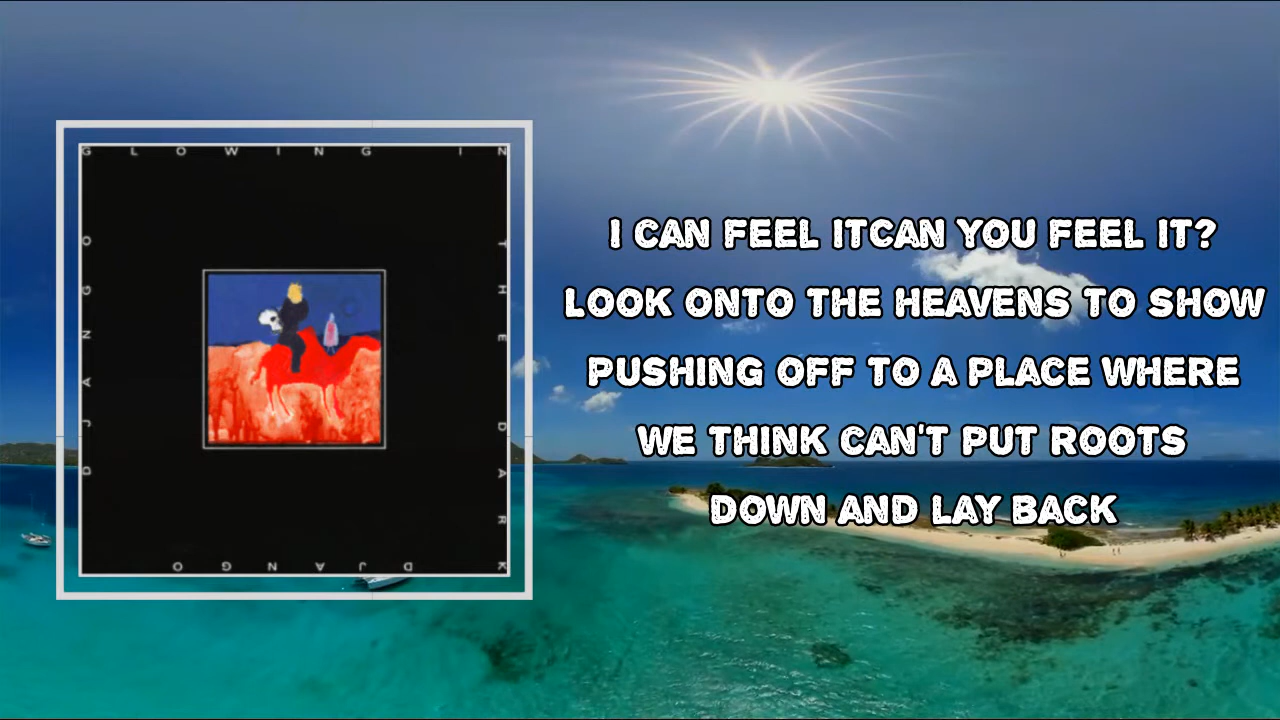 GLOWING IN
THE DARK
DJANGO
DJANGO
I CAN FEEL ITCAN YOU FEEL IT?
LOOK ONTO THE HEAVENS TO SHOW
PUSHING OFF TO A PLACE WHERE
WE THINK CAN'T PUT ROOTS
DOWN AND LAY BACK